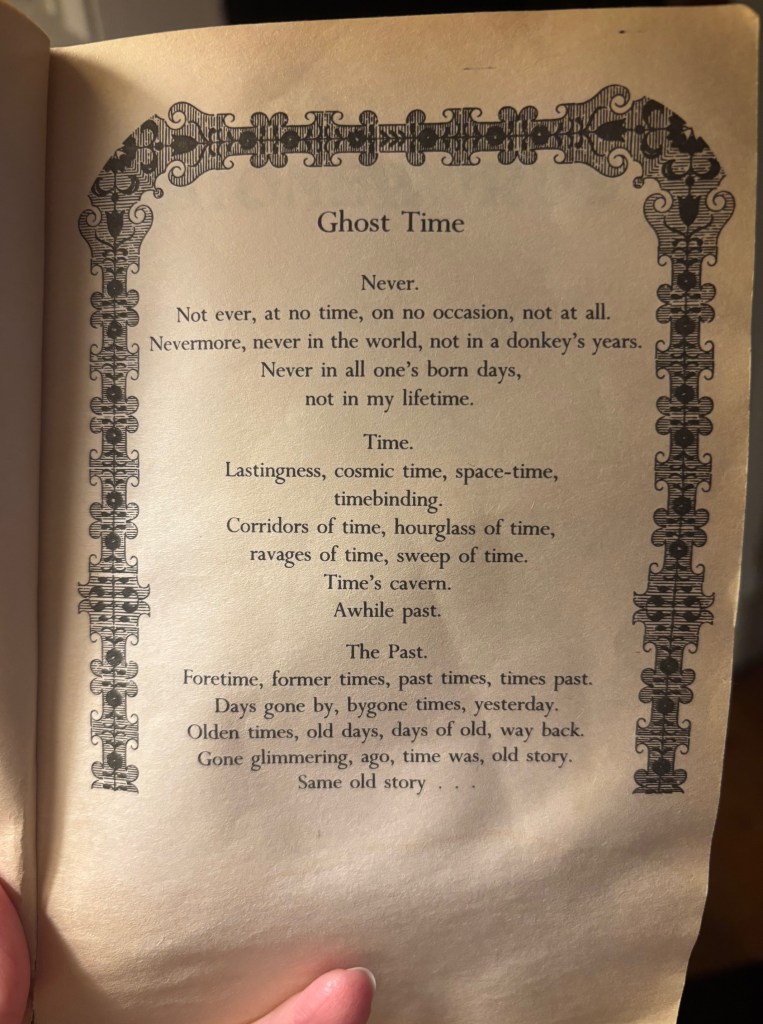 Ghost Time
Never.
Not ever, at no time, on no occasion, not at all.
Nevermore, never in the world, not in a donkey's years.
Never in all one's born days,
not in my lifetime.
Time.
Lastingness, cosmic time, space-time,
timebinding.
Corridors of time, hourglass of time,
ravages of time, sweep of time.
Time's cavern.
Awhile past.
The Past.
Foretime, former times, past times, times past.
Days gone by, bygone times, yesterday.
Olden times, old days, days of old, way back.
Gone glimmering, ago, time was, old story.
Same old story . . .